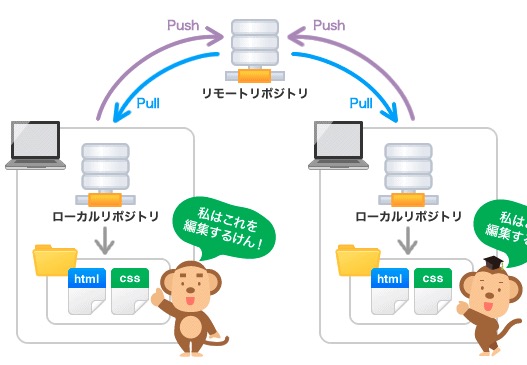 Push
Push
Pull
Pull
リモートリポジトリ
ローカルリポジトリ
ローカルリポジトリ
私はこれを
編集するけん！
私は
編集す
html
css
html
css